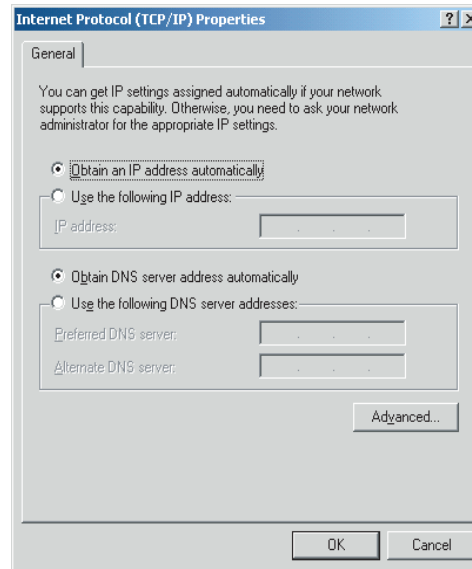 Internet Protocol (TCP/IP) Properties
General
You can get IP settings assigned automatically if your network
supports this capability. Otherwise, you need to ask your network
administrator for the appropriate IP settings.
Obtain an IP address automatically
Use the following IP address:
IP address:
Obtain DNS server address automatically
Use the following DNS server addresses:
Preferred DNS server:
Alternate DNS server:
Advanced...
OK
Cancel